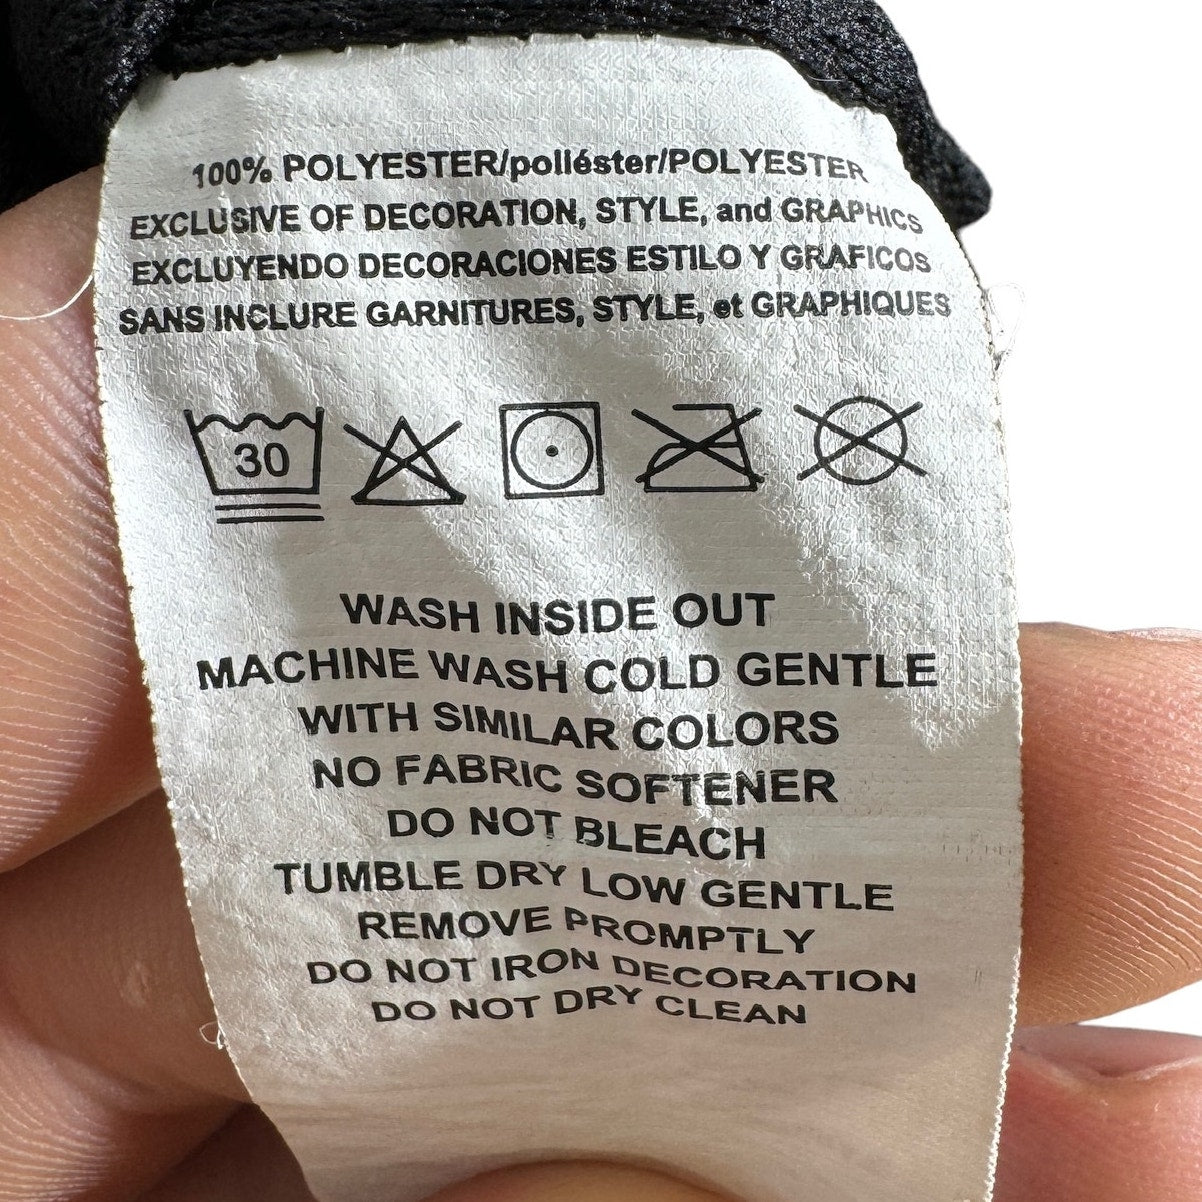 100% POLYESTER/poliéster/POLYESTER
EXCLUSIVE OF DECORATION, STYLE, and GRAPHICS
EXCLUYENDO DECORACIONES ESTILO Y GRAFICOS
SANS INCLURE GARNITURES, STYLE, et GRAPHIQUES
30
WASH INSIDE OUT
MACHINE WASH COLD GENTLE
WITH SIMILAR COLORS
NO FABRIC SOFTENER
DO NOT BLEACH
TUMBLE DRY LOW GENTLE
REMOVE PROMPTLY
DO NOT IRON DECORATION
DO NOT DRY CLEAN